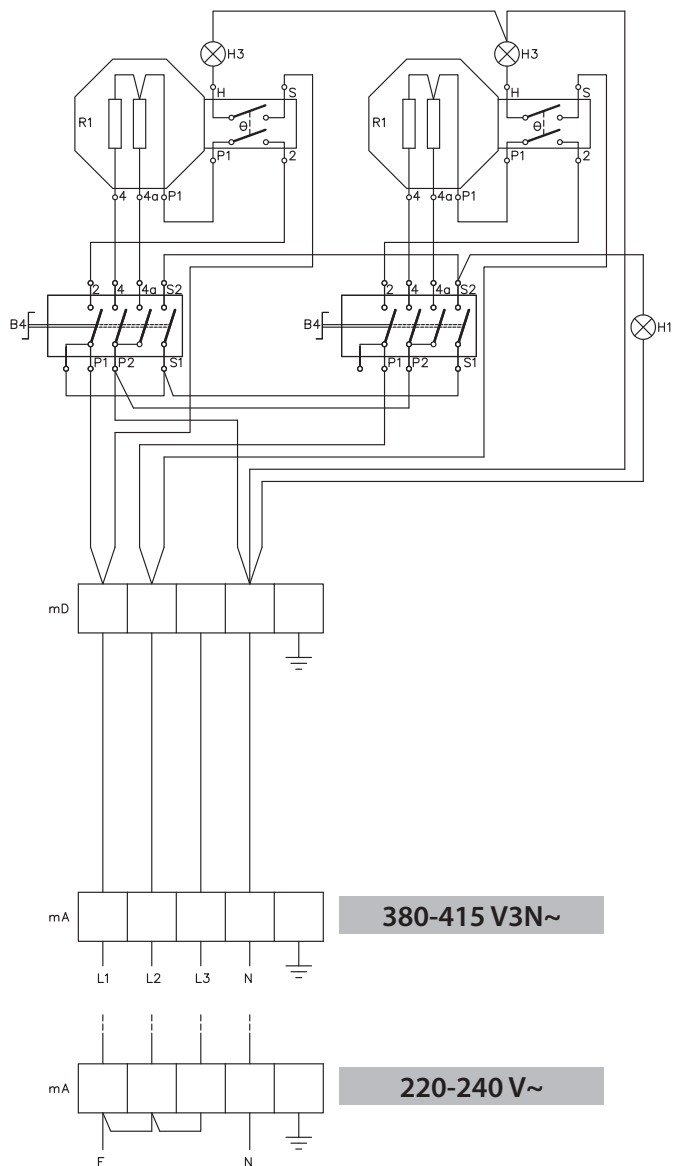 H3 H3
H S H S
R1 θ R1 θ
P1 2 P1 2
4 4a P1 4 4a P1
2 4 4a S2 2 4 4a S2
B4 B4 H1
P1 P2 S1 P1 P2 S1
mD
mA 380-415 V3N~
L1 L2 L3 N
mA 220-240 V~
F N